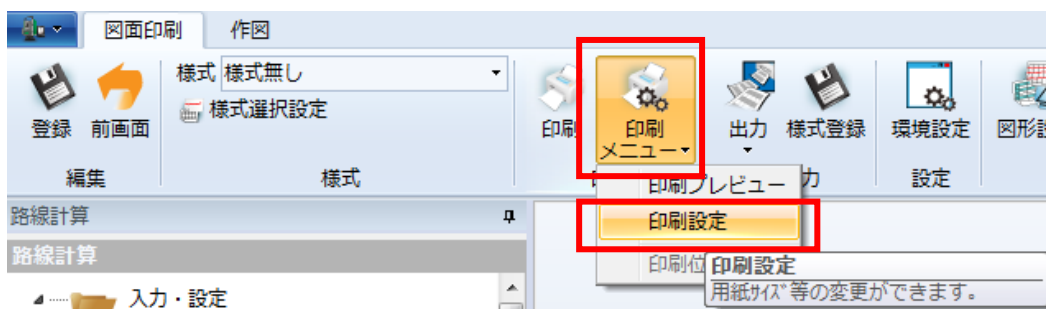 図面印刷 作図
様式 様式無し
様式選択設定
登録 前画面
印刷 印刷
メニュー
出力 様式登録 環境設定
編集 様式 力 設定
印刷プレビュー
路線計算
印刷設定
路線計算
印刷設定
入力・設定
用紙ｻｲｽﾞ等の変更ができます。